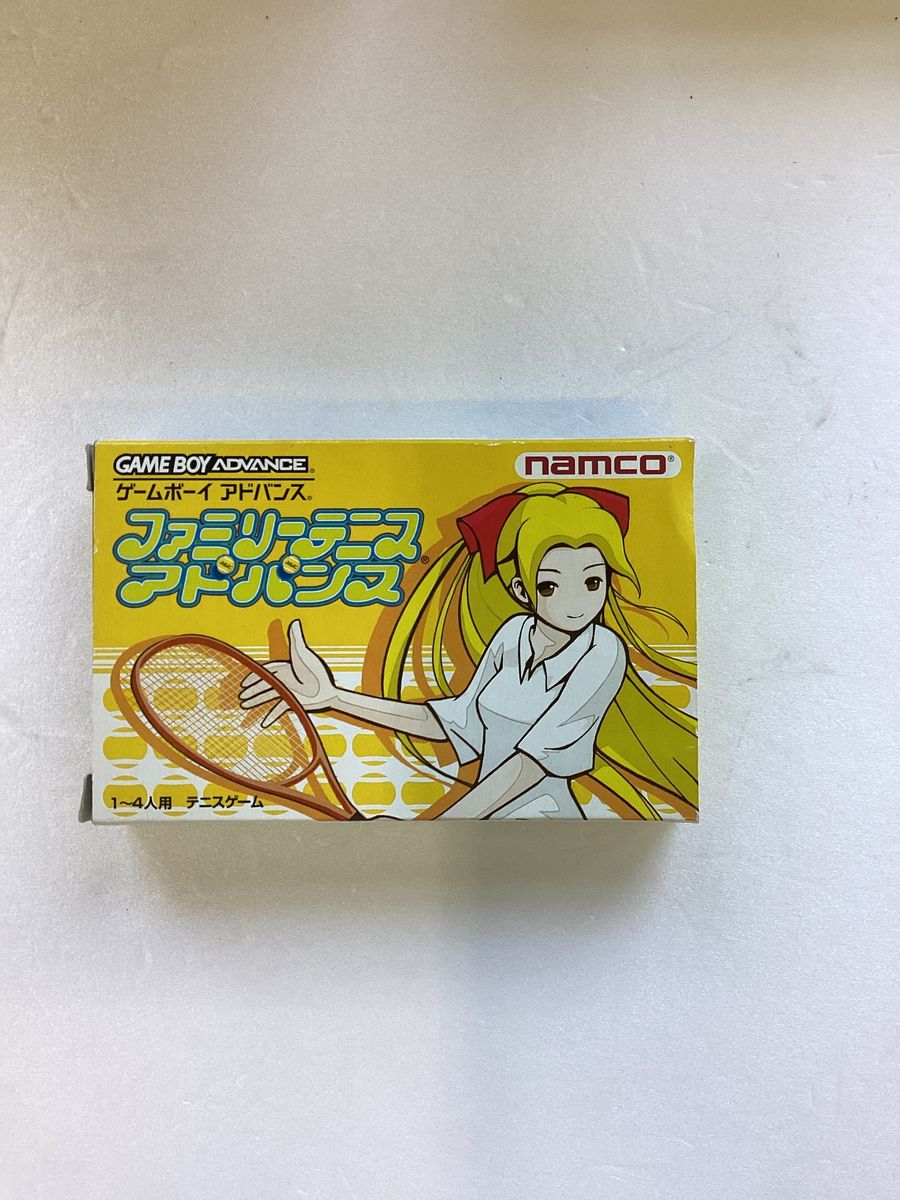 GAME BOY ADVANCE
namco®
ゲームボーイ アドバンス®
ファミリーテニス
アドバンス®
1〜4人用 テニスゲーム